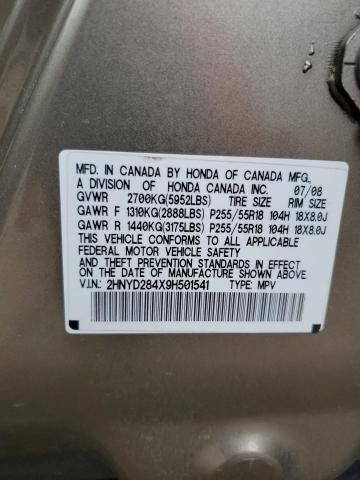 MFD. IN CANADA BY HONDA OF CANADA MFG.,
A DIVISION OF HONDA CANADA INC. 07/08
GVWR 2700KG(5952LBS) TIRE SIZE RIM SIZE
GAWR F 1310KG(2888LBS) P255/55R18 104H 18X8.0J
GAWR R 1440KG(3175LBS) P255/55R18 104H 18X8.0J
THIS VEHICLE CONFORMS TO ALL APPLICABLE
FEDERAL MOTOR VEHICLE SAFETY
AND THEFT PREVENTION STANDARDS IN EFFECT
ON THE DATE OF MANUFACTURE SHOWN ABOVE.
V.I.N.: 2HNYD284X9H501541 TYPE: MPV